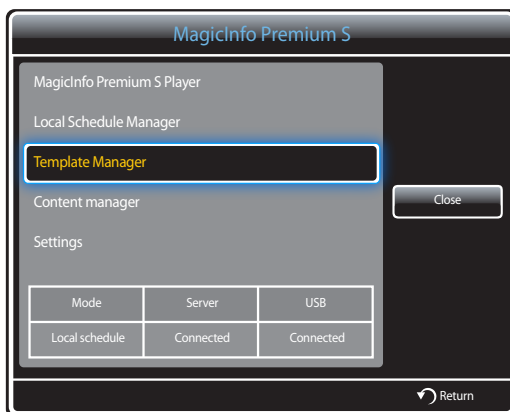 MagicInfo Premium S
MagicInfo Premium S Player
Local Schedule Manager
Template Manager
Content manager
Close
Settings
Mode Server USB
Local schedule Connected Connected
Return